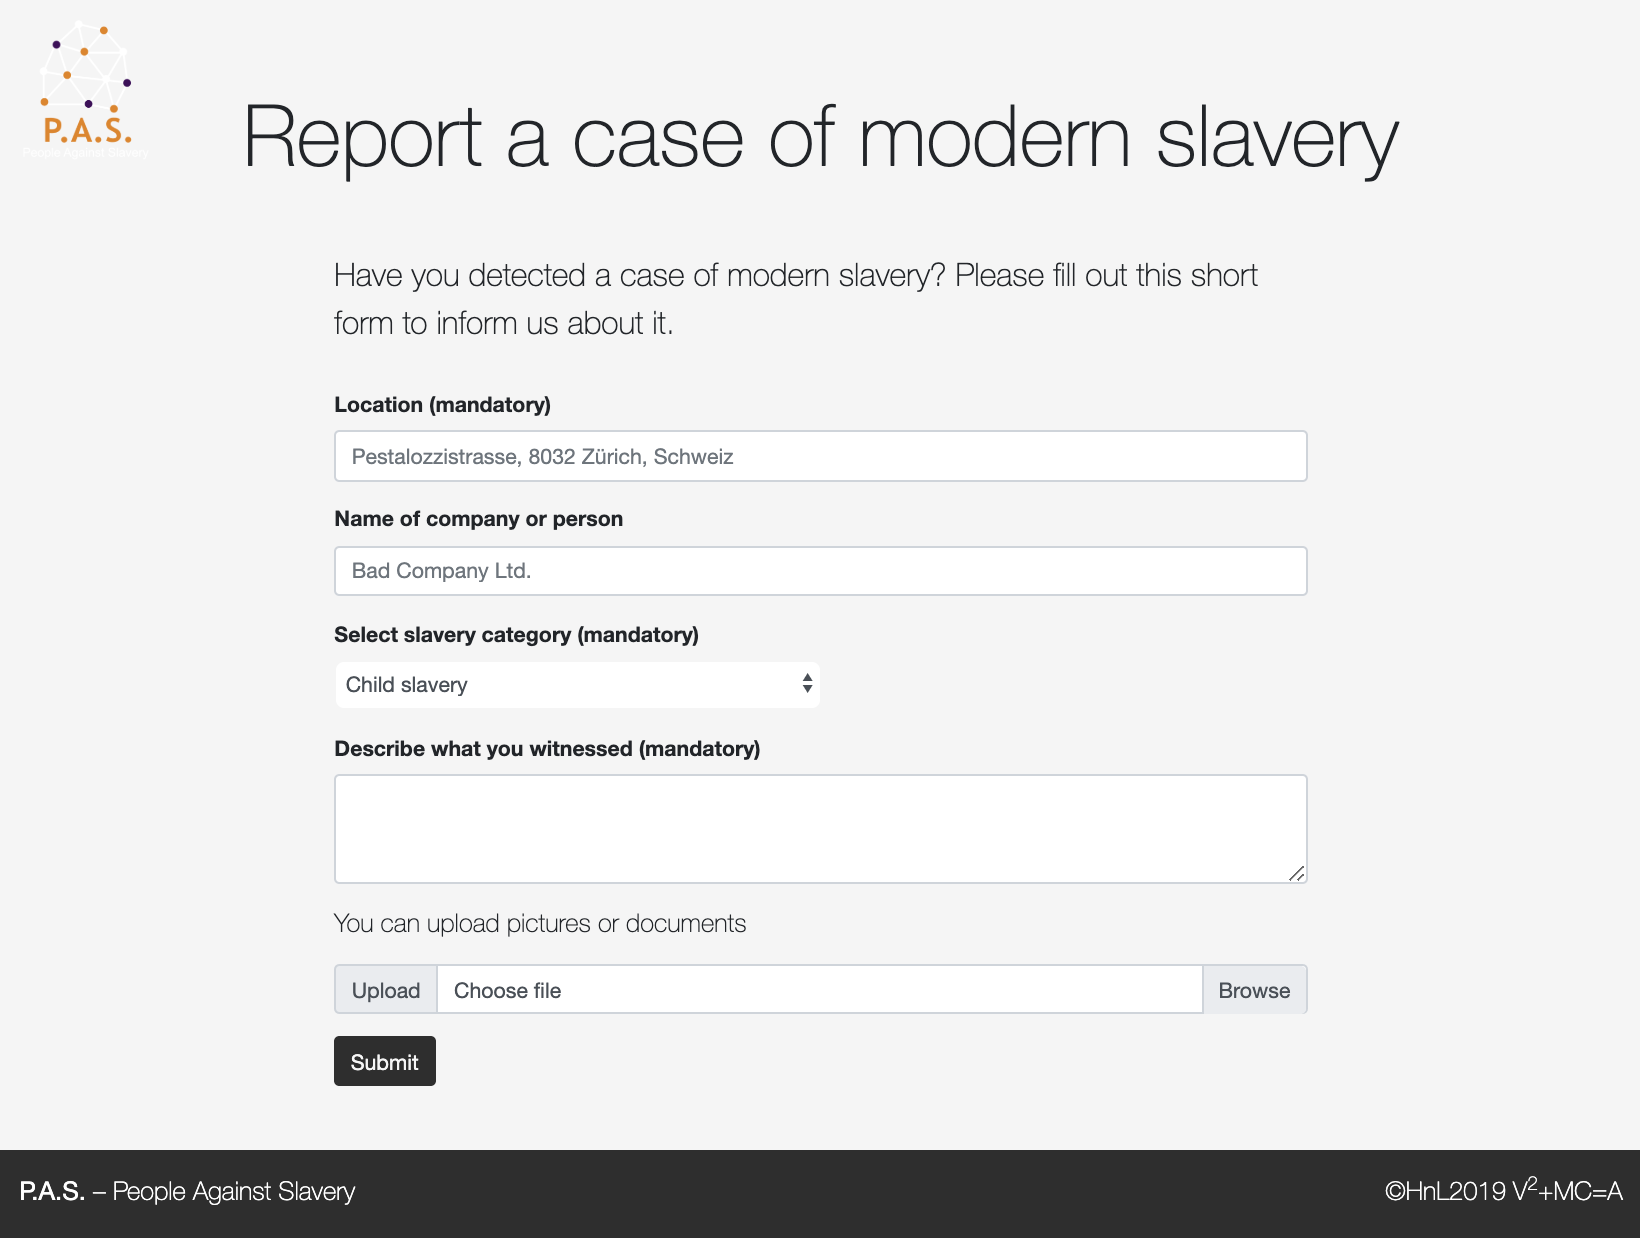 P.A.S.
People Against Slavery
Report a case of modern slavery
Have you detected a case of modern slavery? Please fill out this short
form to inform us about it.
Location (mandatory)
Pestalozzistrasse, 8032 Zürich, Schweiz
Name of company or person
Bad Company Ltd.
Select slavery category (mandatory)
Child slavery
Describe what you witnessed (mandatory)
You can upload pictures or documents
Upload Choose file Browse
Submit
P.A.S. – People Against Slavery ©HnL2019 V²+MC=A